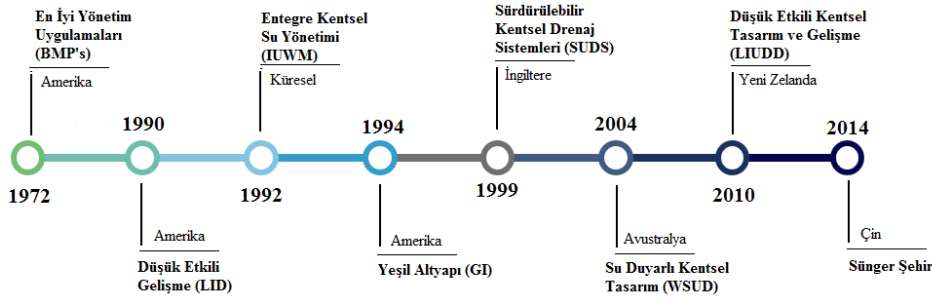 En İyi Yönetim
Uygulamaları
(BMP's)
Amerika
1972
1990
Amerika
Düşük Etkili
Gelişme (LID)
Entegre Kentsel
Su Yönetimi
(IUWM)
Küresel
1992
1994
Amerika
Yeşil Altyapı (GI)
Sürdürülebilir
Kentsel Drenaj
Sistemleri (SUDS)
İngiltere
1999
2004
Avustralya
Su Duyarlı Kentsel
Tasarım (WSUD)
Düşük Etkili Kentsel
Tasarım ve Gelişme
(LIUDD)
Yeni Zelanda
2010
2014
Çin
Sünger Şehir